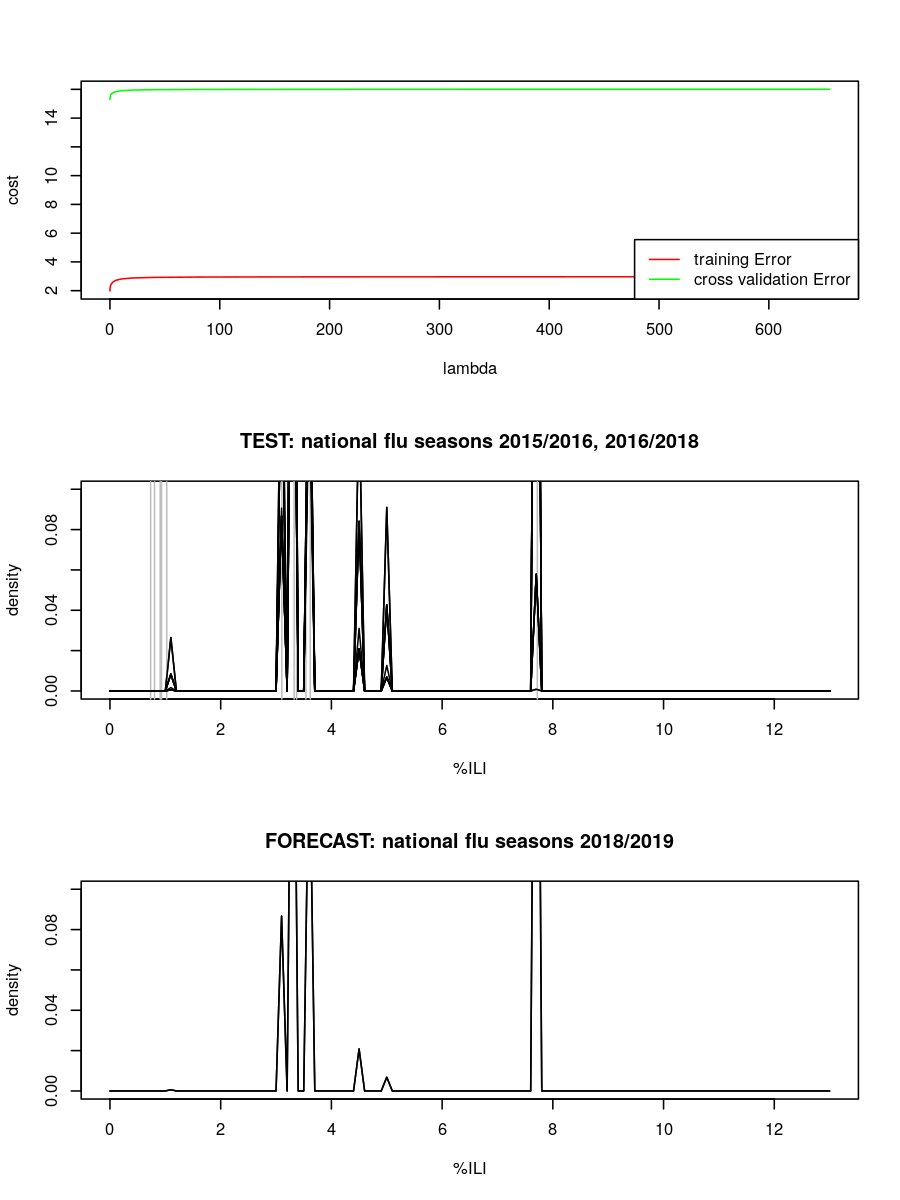 cost
14
10
8
6
4
2
training Error
cross validation Error
0 100 200 300 400 500 600
lambda
TEST: national flu seasons 2015/2016, 2016/2018
density
0.08
0.04
0.00
0 2 4 6 8 10 12
%ILI
FORECAST: national flu seasons 2018/2019
density
0.08
0.04
0.00
0 2 4 6 8 10 12
%ILI